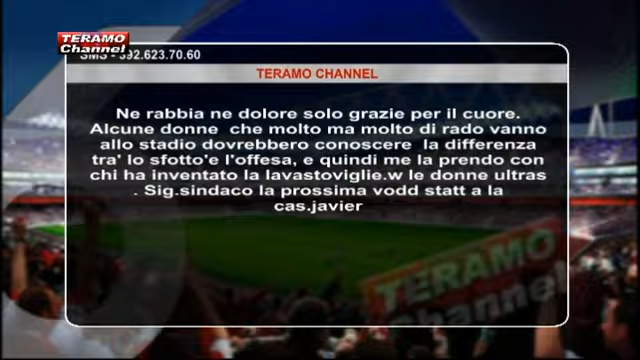 TERAMO
Channel
SMS - 392.623.70.60
TERAMO CHANNEL
Ne rabbia ne dolore solo grazie per il cuore.
Alcune donne che molto ma molto di rado vanno
allo stadio dovrebbero conoscere la differenza
tra' lo sfotto'e l'offesa, e quindi me la prendo con
chi ha inventato la lavastoviglie.w le donne ultras
. Sig.sindaco la prossima vodd statt a la
cas.javier
TERAMO
Channel